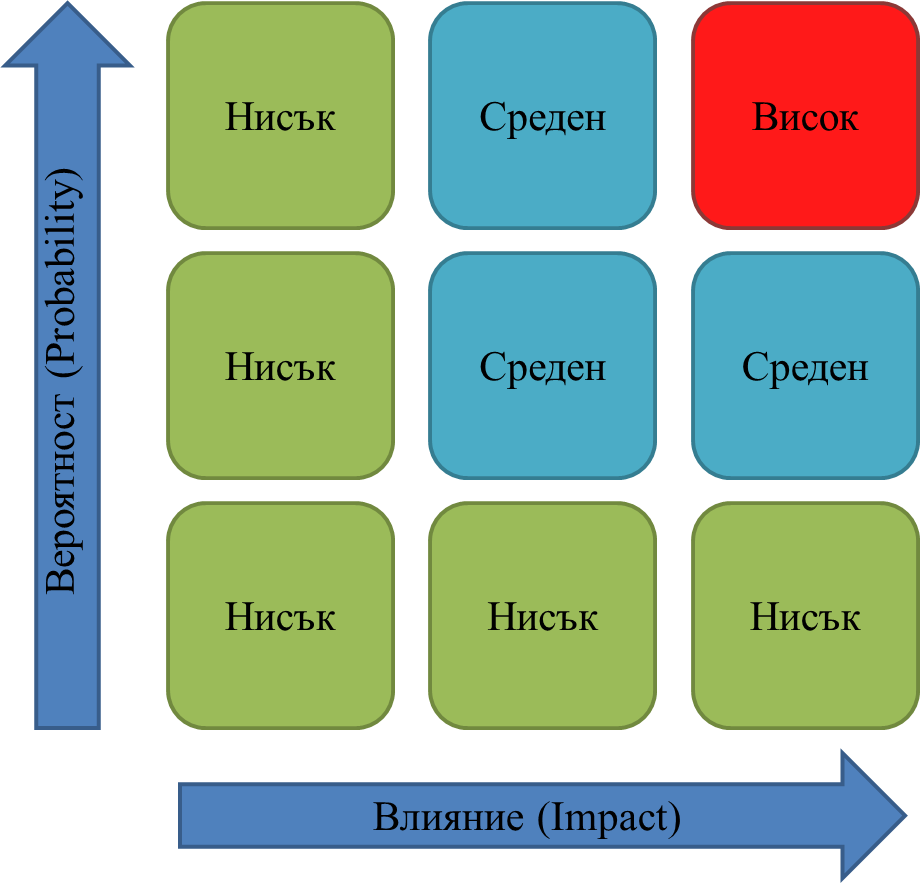 Вероятност (Probability)
Нисък
Среден
Висок
Нисък
Среден
Среден
Нисък
Нисък
Нисък
Влияние (Impact)